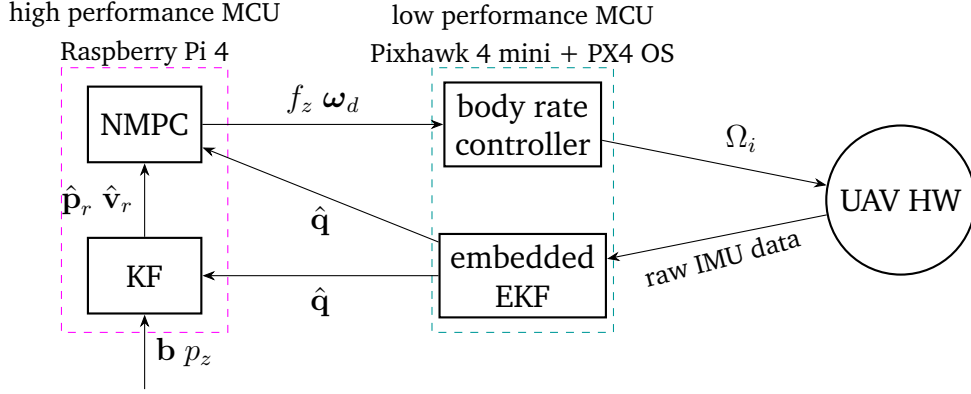 high performance MCU
Raspberry Pi 4
low performance MCU
Pixhawk 4 mini + PX4 OS
NMPC
f_z ω_d
body rate
controller
Ω_i
UAV HW
p̂_r v̂_r
q̂
raw IMU data
KF
q̂
embedded
EKF
b p_z